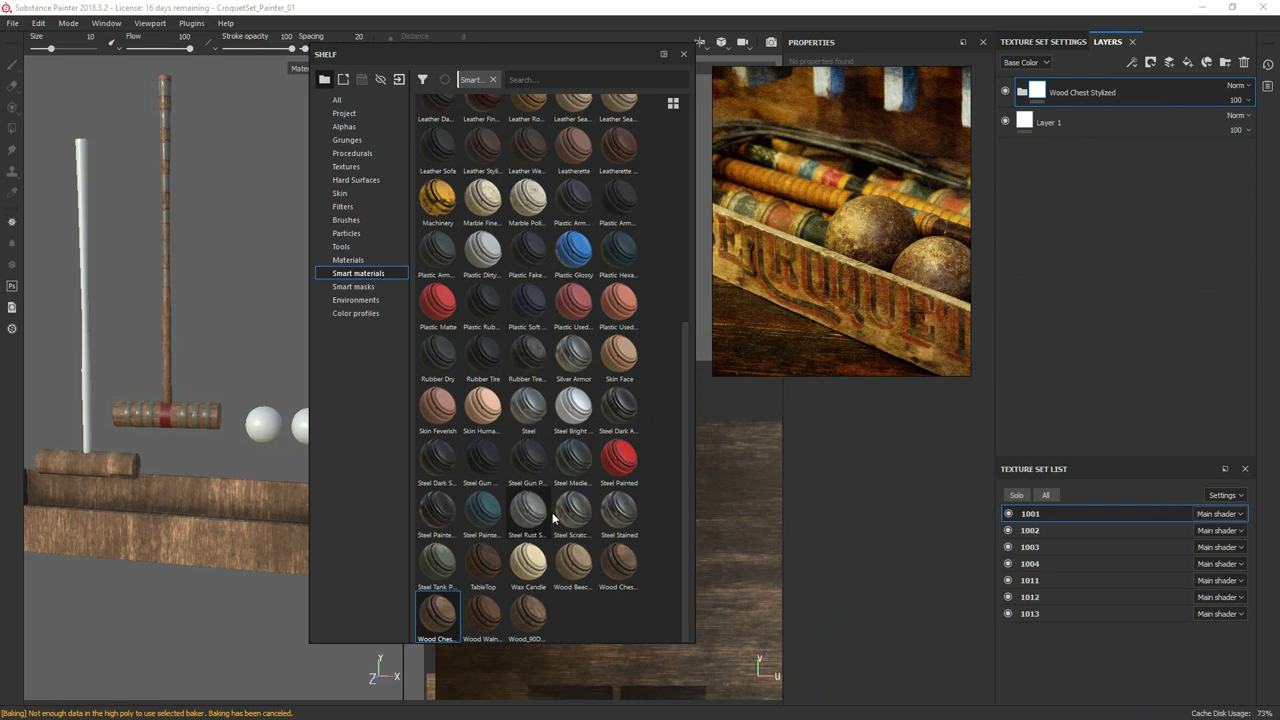 Substance Painter 2018.3.2 - License: 16 days remaining - CroquetSet_Painter_01
File Edit Mode Window Viewport Plugins Help
Size 10 Flow 100 Stroke opacity 100 Spacing 20 Distance 8
SHELF
PROPERTIES
No properties found
TEXTURE SET SETTINGS LAYERS
Base Color
Wood Chest Stylized Norm 100
Layer 1 Norm 100
Smart... Search...
All
Project
Alphas
Grunges
Procedurals
Textures
Hard Surfaces
Skin
Filters
Brushes
Particles
Tools
Materials
Smart materials
Smart masks
Environments
Color profiles
Leather Da... Leather Fin... Leather Ro... Leather Sea... Leather Sea...
Leather Sofa Leather Styli... Leather We... Leatherette Leatherette ...
Machinery Marble Fine... Marble Poli... Plastic Arm... Plastic Arm...
Plastic Arm... Plastic Dirty... Plastic Fake... Plastic Glossy Plastic Hexa...
Plastic Matte Plastic Rub... Plastic Soft ... Plastic Used... Plastic Used...
Rubber Dry Rubber Tire Rubber Tire... Silver Armor Skin Face
Skin Feverish Skin Huma... Steel Steel Bright ... Steel Dark A...
Steel Dark S... Steel Gun ... Steel Gun P... Steel Medie... Steel Painted
Steel Painte... Steel Painte... Steel Rust S... Steel Scratc... Steel Stained
Steel Tank P... TableTop Wax Candle Wood Beec... Wood Ches...
Wood Ches... Wood Waln... Wood_90D...
Mate
CROQUET
Y
Z X
V
U
TEXTURE SET LIST
Solo All Settings
1001 Main shader
1002 Main shader
1003 Main shader
1004 Main shader
1011 Main shader
1012 Main shader
1013 Main shader
[Baking] Not enough data in the high poly to use selected baker. Baking has been canceled.
Cache Disk Usage: 73%